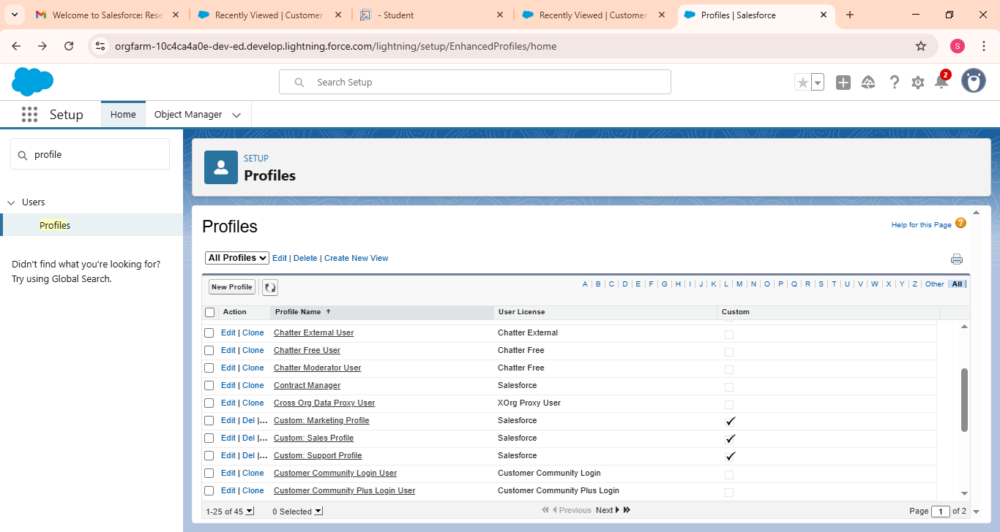 Welcome to Salesforce: Rese
Recently Viewed | Customer
- Student
Recently Viewed | Customer
Profiles | Salesforce
orgfarm-10c4ca4a0e-dev-ed.develop.lightning.force.com/lightning/setup/EnhancedProfiles/home
S
Search Setup
2
Setup
Home
Object Manager
profile
Users
Profiles
Didn't find what you're looking for?
Try using Global Search.
SETUP
Profiles
Profiles
Help for this Page ?
All Profiles Edit | Delete | Create New View
New Profile
A | B | C | D | E | F | G | H | I | J | K | L | M | N | O | P | Q | R | S | T | U | V | W | X | Y | Z | Other | All
Action Profile Name User License Custom
Edit | Clone Chatter External User Chatter External
Edit | Clone Chatter Free User Chatter Free
Edit | Clone Chatter Moderator User Chatter Free
Edit | Clone Contract Manager Salesforce
Edit | Clone Cross Org Data Proxy User XOrg Proxy User
Edit | Del |... Custom: Marketing Profile Salesforce
Edit | Del |... Custom: Sales Profile Salesforce
Edit | Del |... Custom: Support Profile Salesforce
Edit | Clone Customer Community Login User Customer Community Login
Edit | Clone Customer Community Plus Login User Customer Community Plus Login
1-25 of 45 0 Selected Previous Next Page 1 of 2